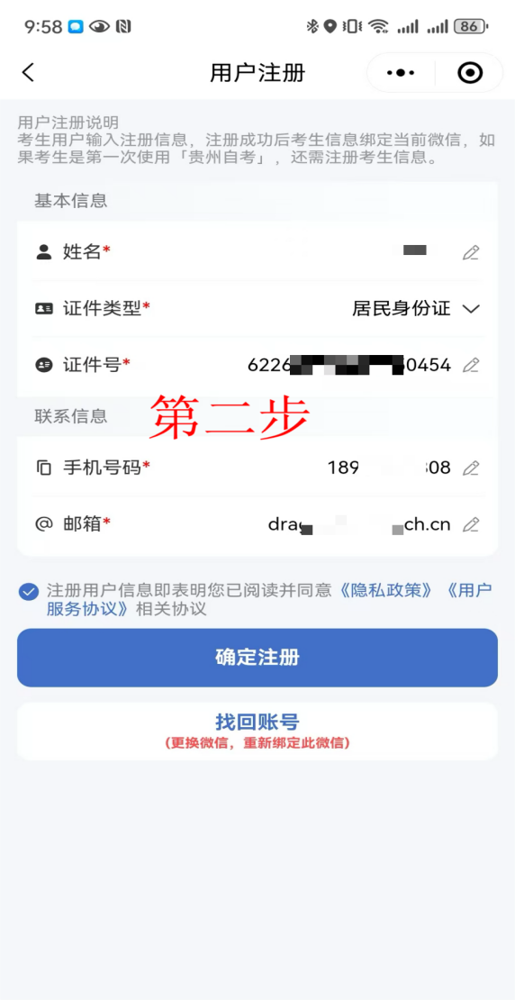 9:58
86
用户注册
用户注册说明
考生用户输入注册信息，注册成功后考生信息绑定当前微信，如
果考生是第一次使用「贵州自考」，还需注册考生信息。
基本信息
姓名*
证件类型* 居民身份证
证件号* 6226 0454
联系信息
第二步
手机号码* 189 08
@ 邮箱* drag ch.cn
注册用户信息即表明您已阅读并同意《隐私政策》《用户
服务协议》相关协议
确定注册
找回账号
(更换微信，重新绑定此微信)